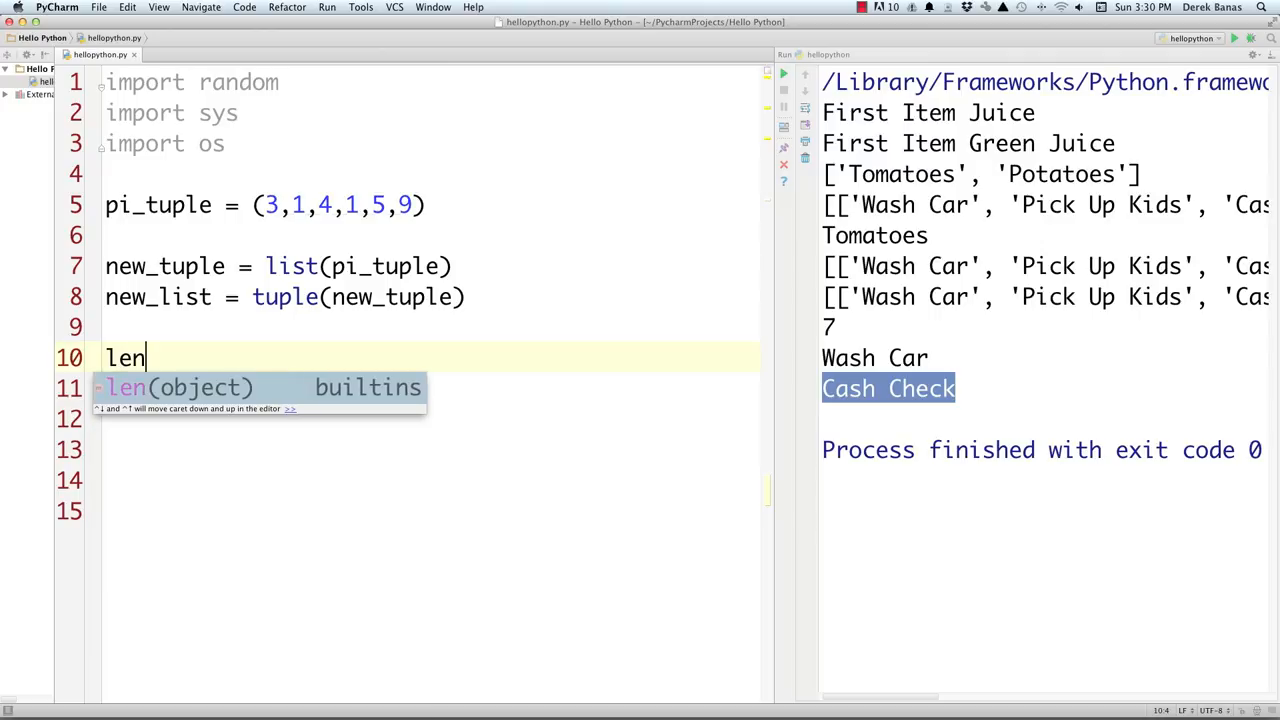 PyCharm File Edit View Navigate Code Refactor Run Tools VCS Window Help 10 Sun 3:30 PM Derek Banas
hellopython.py – Hello Python – [~/PycharmProjects/Hello Python]
Hello Python hellopython.py hellopython
hellopython.py Run hellopython
Hello P
hell
Externa
1 import random
2 import sys
3 import os
4
5 pi_tuple = (3,1,4,1,5,9)
6
7 new_tuple = list(pi_tuple)
8 new_list = tuple(new_tuple)
9
10 len
11
len(object) builtins
^↓ and ^↑ will move caret down and up in the editor >>
12
13
14
15
/Library/Frameworks/Python.framewo
First Item Juice
First Item Green Juice
['Tomatoes', 'Potatoes']
[['Wash Car', 'Pick Up Kids', 'Cas
Tomatoes
[['Wash Car', 'Pick Up Kids', 'Cas
[['Wash Car', 'Pick Up Kids', 'Cas
7
Wash Car
Cash Check
Process finished with exit code 0
10:4 LF UTF-8